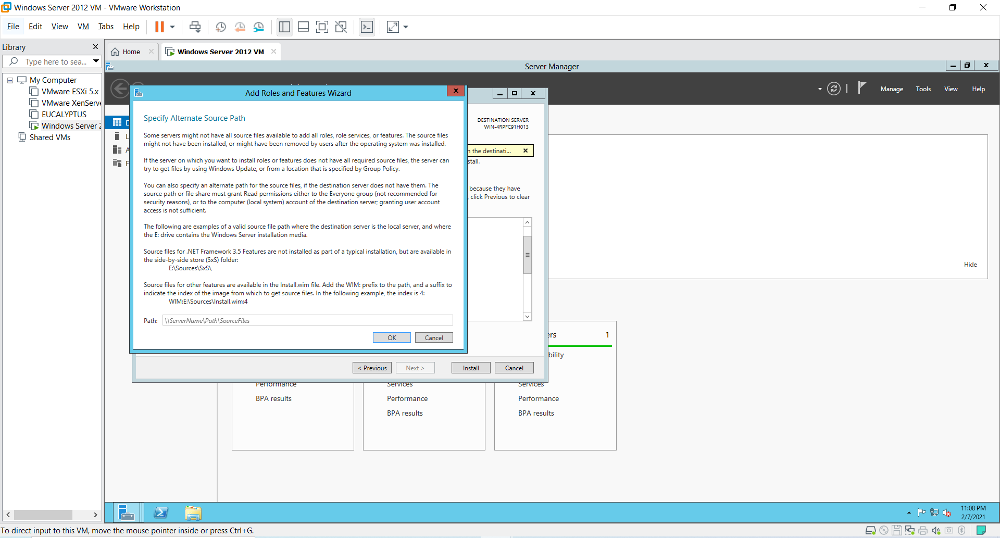 Windows Server 2012 VM - VMware Workstation
File Edit View VM Tabs Help
Library
Type here to sea...
My Computer
VMware ESXi 5.x
VMware XenServe
EUCALYPTUS
Windows Server 2
Shared VMs
Home
Windows Server 2012 VM
Server Manager
Manage Tools View Help
Add Roles and Features Wizard
Specify Alternate Source Path
Some servers might not have all source files available to add all roles, role services, or features. The source files
might not have been installed, or might have been removed by users after the operating system was installed.
If the server on which you want to install roles or features does not have all required source files, the server can
try to get files by using Windows Update, or from a location that is specified by Group Policy.
You can also specify an alternate path for the source files, if the destination server does not have them. The
source path or file share must grant Read permissions either to the Everyone group (not recommended for
security reasons), or to the computer (local system) account of the destination server; granting user account
access is not sufficient.
The following are examples of a valid source file path where the destination server is the local server, and where
the E: drive contains the Windows Server installation media.
Source files for .NET Framework 3.5 Features are not installed as part of a typical installation, but are available in
the side-by-side store (SxS) folder:
E:\Sources\SxS\
Source files for other features are available in the Install.wim file. Add the WIM: prefix to the path, and a suffix to
indicate the index of the image from which to get source files. In the following example, the index is 4:
WIM:E:\Sources\Install.wim:4
Path: \\ServerName\Path\SourceFiles
OK Cancel
DESTINATION SERVER
WIN-4RPFC91H013
n the destinati...
stall.
because they have
, click Previous to clear
< Previous Next > Install Cancel
Hide
ers 1
bility
Performance
BPA results
Services
Performance
BPA results
Services
Performance
BPA results
11:08 PM
2/7/2021
To direct input to this VM, move the mouse pointer inside or press Ctrl+G.